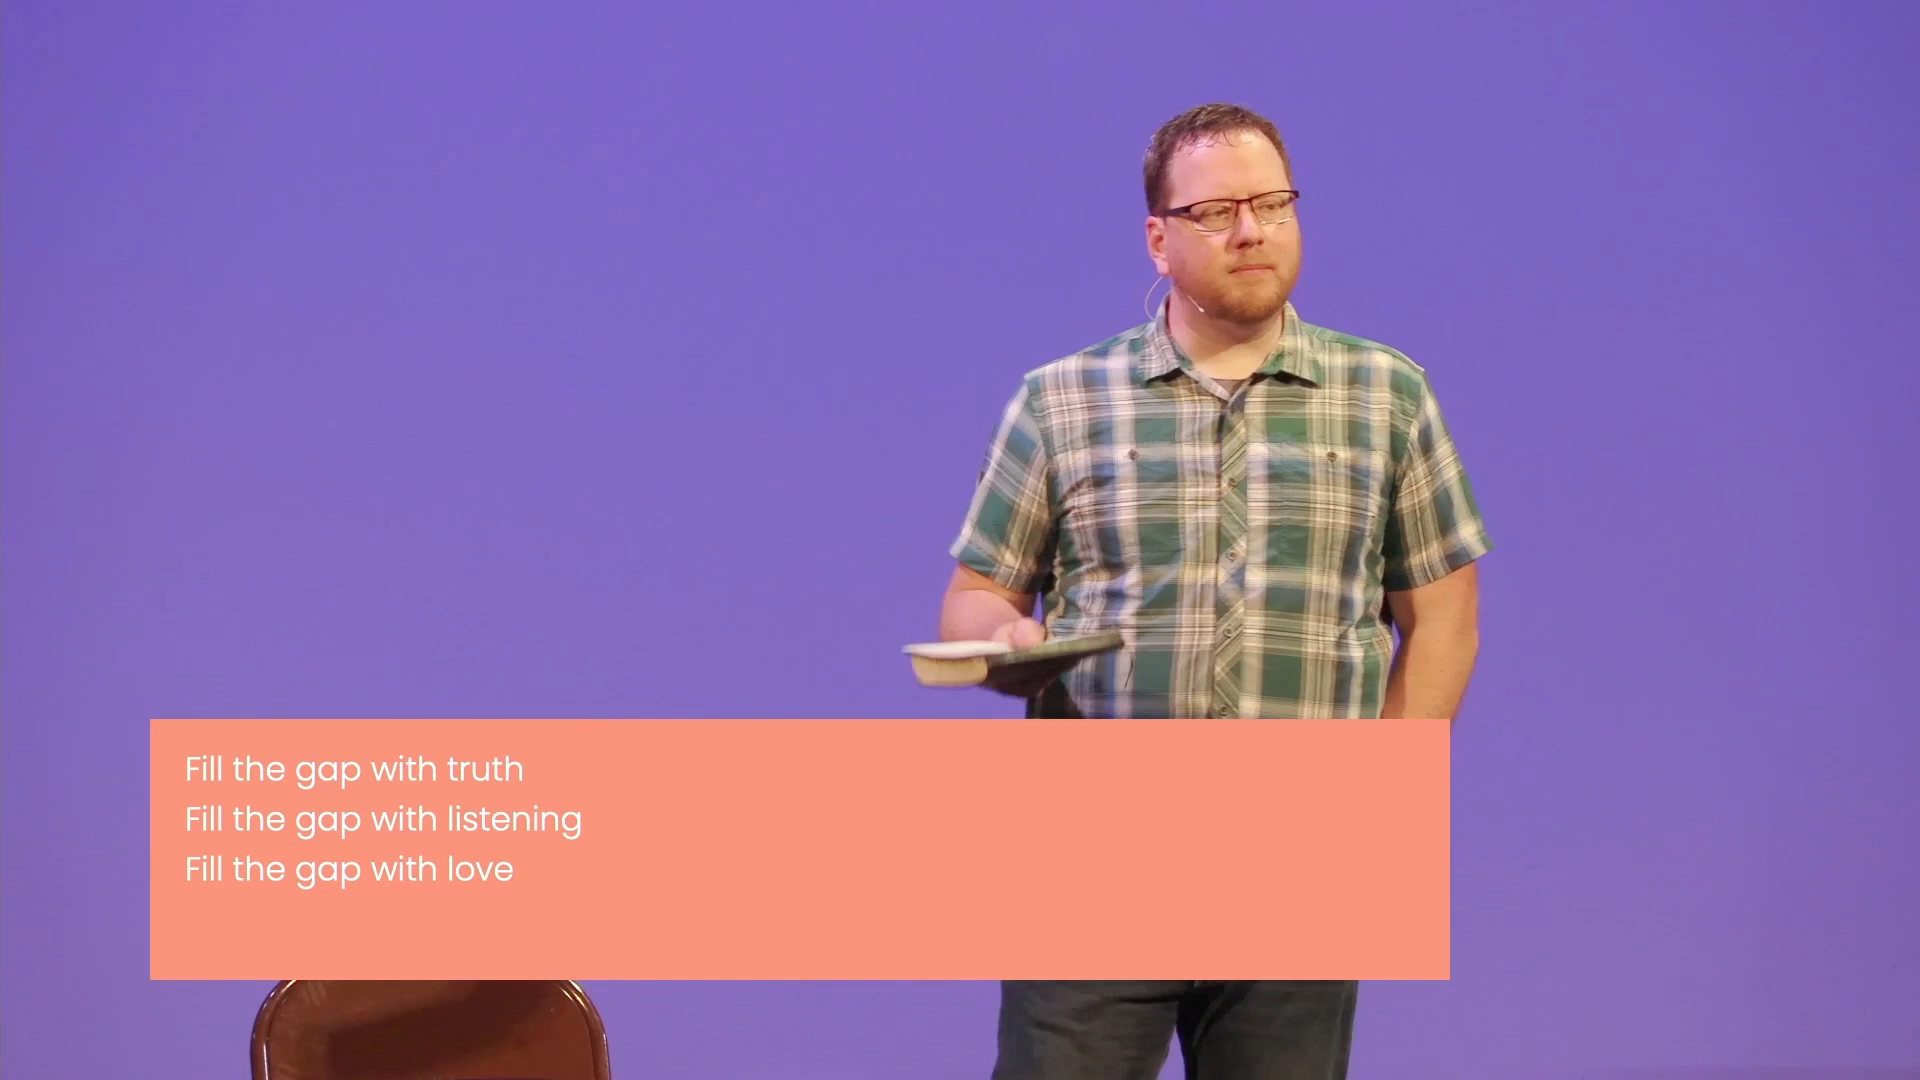 Fill the gap with truth
Fill the gap with listening
Fill the gap with love